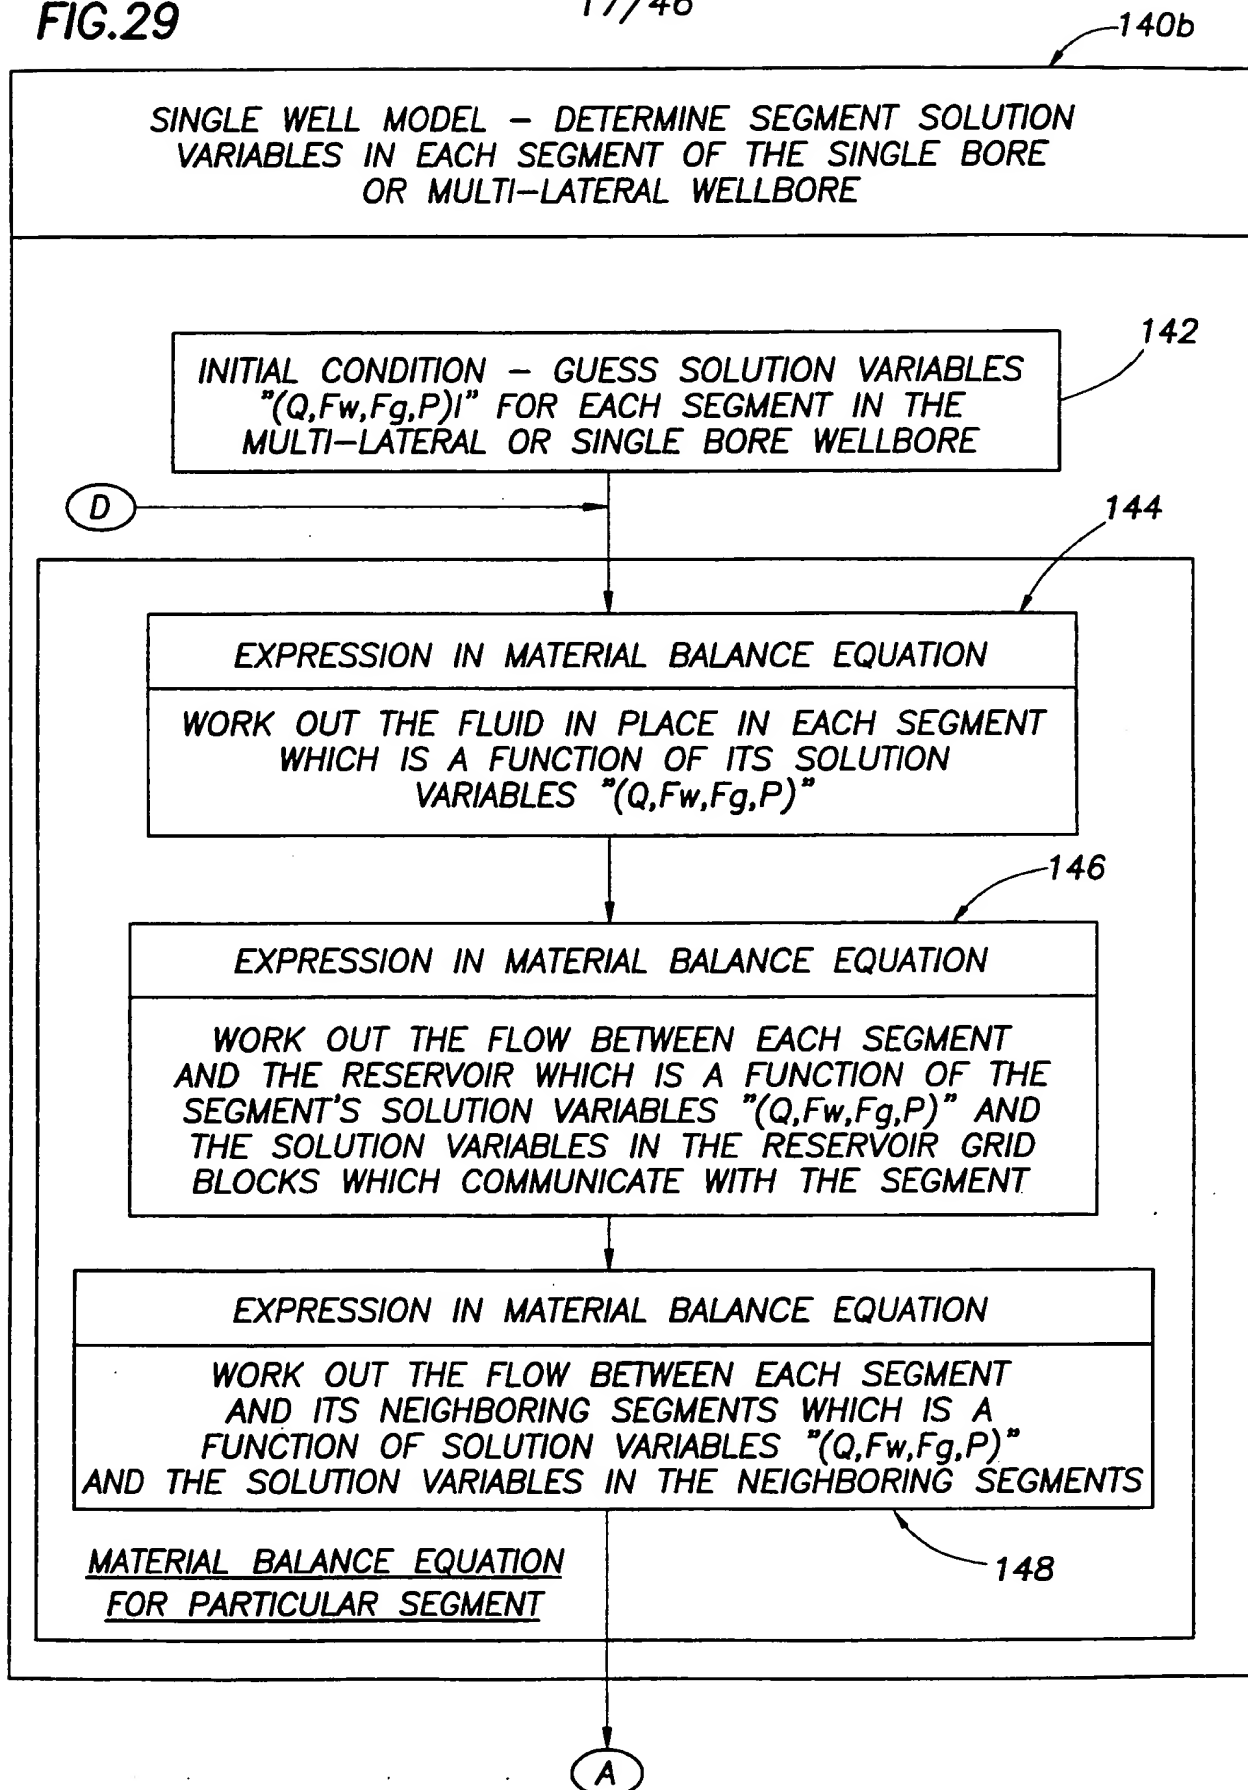 FIG.29
17/46
140b
SINGLE WELL MODEL – DETERMINE SEGMENT SOLUTION
VARIABLES IN EACH SEGMENT OF THE SINGLE BORE
OR MULTI–LATERAL WELLBORE
142
INITIAL CONDITION – GUESS SOLUTION VARIABLES
"(Q,Fw,Fg,P)I" FOR EACH SEGMENT IN THE
MULTI–LATERAL OR SINGLE BORE WELLBORE
D
144
EXPRESSION IN MATERIAL BALANCE EQUATION
WORK OUT THE FLUID IN PLACE IN EACH SEGMENT
WHICH IS A FUNCTION OF ITS SOLUTION
VARIABLES "(Q,Fw,Fg,P)"
146
EXPRESSION IN MATERIAL BALANCE EQUATION
WORK OUT THE FLOW BETWEEN EACH SEGMENT
AND THE RESERVOIR WHICH IS A FUNCTION OF THE
SEGMENT'S SOLUTION VARIABLES "(Q,Fw,Fg,P)" AND
THE SOLUTION VARIABLES IN THE RESERVOIR GRID
BLOCKS WHICH COMMUNICATE WITH THE SEGMENT
EXPRESSION IN MATERIAL BALANCE EQUATION
WORK OUT THE FLOW BETWEEN EACH SEGMENT
AND ITS NEIGHBORING SEGMENTS WHICH IS A
FUNCTION OF SOLUTION VARIABLES "(Q,Fw,Fg,P)"
AND THE SOLUTION VARIABLES IN THE NEIGHBORING SEGMENTS
148
MATERIAL BALANCE EQUATION
FOR PARTICULAR SEGMENT
A